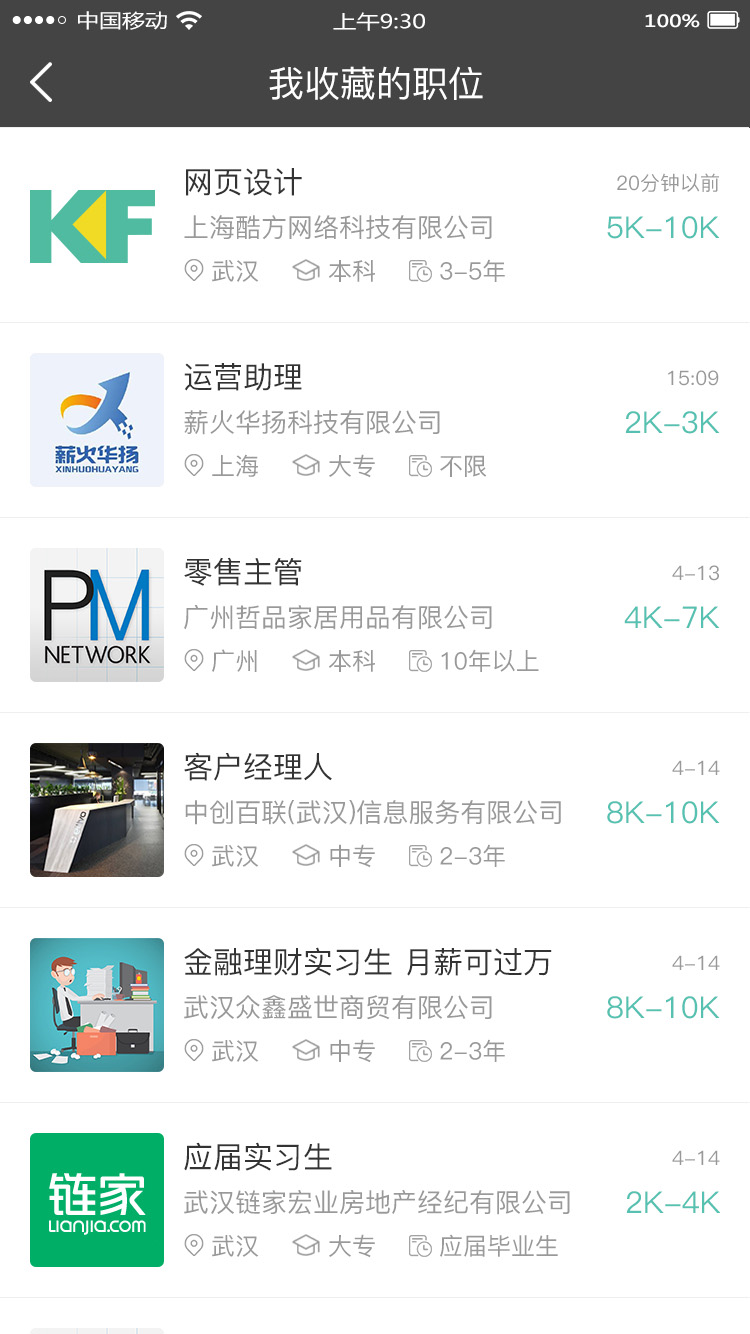 中国移动 上午9:30 100%
我收藏的职位
KF
网页设计 20分钟以前
上海酷方网络科技有限公司 5K-10K
武汉 本科 3-5年
薪火华扬
XINHUOHUAYANG
运营助理 15:09
薪火华扬科技有限公司 2K-3K
上海 大专 不限
PM
NETWORK
零售主管 4-13
广州哲品家居用品有限公司 4K-7K
广州 本科 10年以上
客户经理人 4-14
中创百联(武汉)信息服务有限公司 8K-10K
武汉 中专 2-3年
金融理财实习生 月薪可过万 4-14
武汉众鑫盛世商贸有限公司 8K-10K
武汉 中专 2-3年
链家
Lianjia.com
应届实习生 4-14
武汉链家宏业房地产经纪有限公司 2K-4K
武汉 大专 应届毕业生